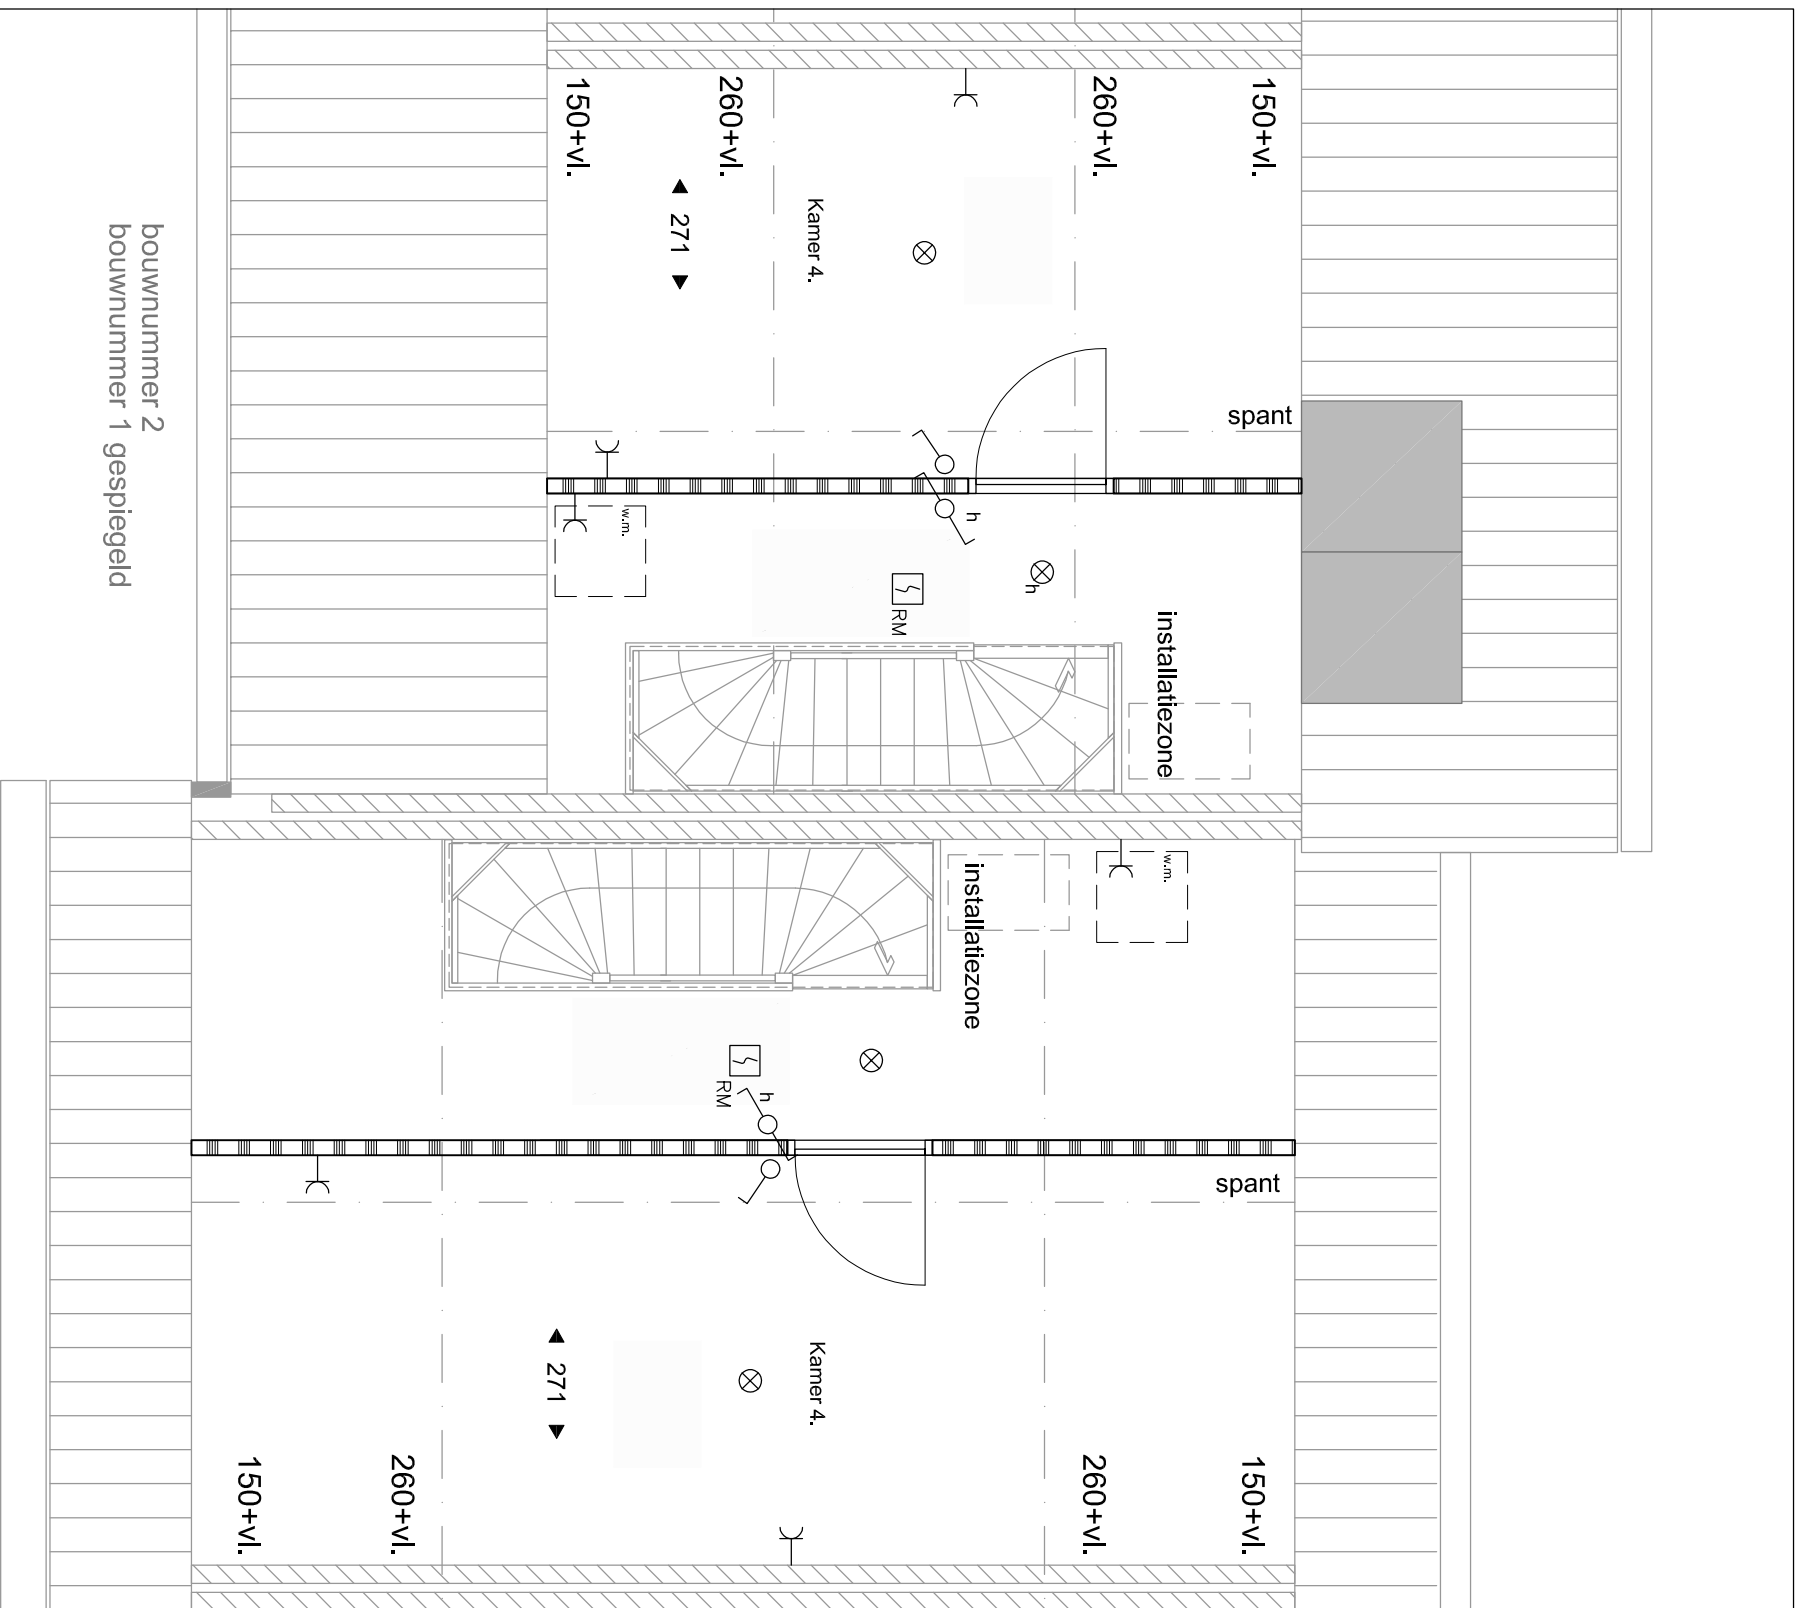 150+vl.
260+vl.
260+vl.
150+vl.
271
Kamer 4.
spant
h
w.m.
h
RM
installatiezone
bouwnummer 2
bouwnummer 1 gespiegeld
w.m.
installatiezone
RM
h
spant
271
Kamer 4.
150+vl.
260+vl.
260+vl.
150+vl.